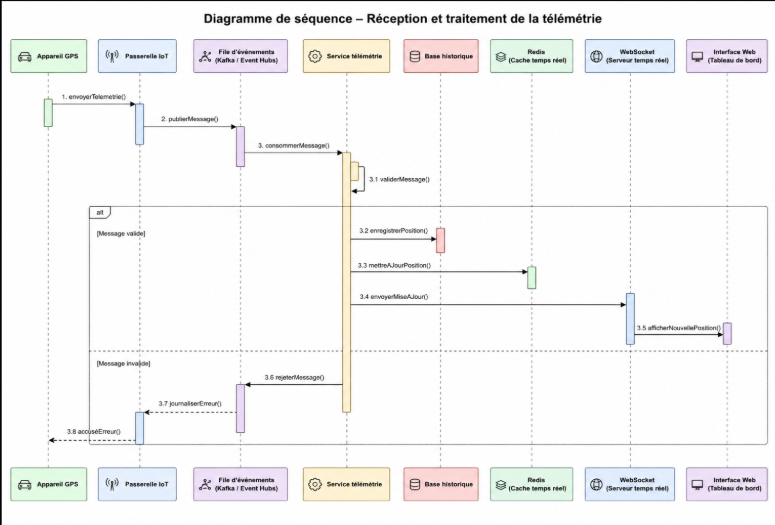 Diagramme de séquence – Réception et traitement de la télémétrie
Appareil GPS
Passerelle IoT
File d'événements
(Kafka / Event Hubs)
Service télémétrie
Base historique
Redis
(Cache temps réel)
WebSocket
(Serveur temps réel)
Interface Web
(Tableau de bord)
1. envoyerTelemetrie()
2. publierMessage()
3. consommerMessage()
3.1 validerMessage()
alt
[Message valide]
3.2 enregistrerPosition()
3.3 mettreAJourPosition()
3.4 envoyerMiseAJour()
3.5 afficherNouvellePosition()
[Message invalide]
3.6 rejeterMessage()
3.7 journaliserErreur()
3.8 accuséErreur()
Appareil GPS
Passerelle IoT
File d'événements
(Kafka / Event Hubs)
Service télémétrie
Base historique
Redis
(Cache temps réel)
WebSocket
(Serveur temps réel)
Interface Web
(Tableau de bord)